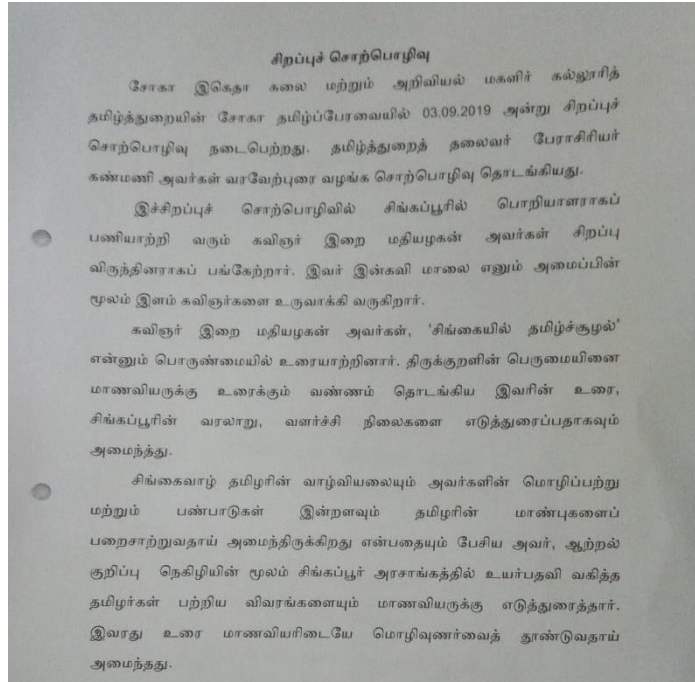 சிறப்புச் சொற்பொழிவு
சோகா இகெதா கலை மற்றும் அறிவியல் மகளிர் கல்லூரித்
தமிழ்த்துறையின் சோகா தமிழ்ப்பேரவையில் 03.09.2019 அன்று சிறப்புச்
சொற்பொழிவு நடைபெற்றது. தமிழ்த்துறைத் தலைவர் பேராசிரியர்
கண்மணி அவர்கள் வரவேற்புரை வழங்க சொற்பொழிவு தொடங்கியது.
இச்சிறப்புச் சொற்பொழிவில் சிங்கப்பூரில் பொறியாளராகப்
பணியாற்றி வரும் கவிஞர் இறை மதியழகன் அவர்கள் சிறப்பு
விருந்தினராகப் பங்கேற்றார். இவர் இன்கவி மாலை எனும் அமைப்பின்
மூலம் இளம் கவிஞர்களை உருவாக்கி வருகிறார்.
கவிஞர் இறை மதியழகன் அவர்கள், 'சிங்கையில் தமிழ்ச்சூழல்'
என்னும் பொருண்மையில் உரையாற்றினார். திருக்குறளின் பெருமையினை
மாணவியருக்கு உரைக்கும் வண்ணம் தொடங்கிய இவரின் உரை,
சிங்கப்பூரின் வரலாறு, வளர்ச்சி நிலைகளை எடுத்துரைப்பதாகவும்
அமைந்த்து.
சிங்கைவாழ் தமிழரின் வாழ்வியலையும் அவர்களின் மொழிப்பற்று
மற்றும் பண்பாடுகள் இன்றளவும் தமிழரின் மாண்புகளைப்
பறைசாற்றுவதாய் அமைந்திருக்கிறது என்பதையும் பேசிய அவர், ஆற்றல்
குறிப்பு நெகிழியின் மூலம் சிங்கப்பூர் அரசாங்கத்தில் உயர்பதவி வகித்த
தமிழர்கள் பற்றிய விவரங்களையும் மாணவியருக்கு எடுத்துரைத்தார்.
இவரது உரை மாணவியரிடையே மொழிவுணர்வைத் தூண்டுவதாய்
அமைந்தது.